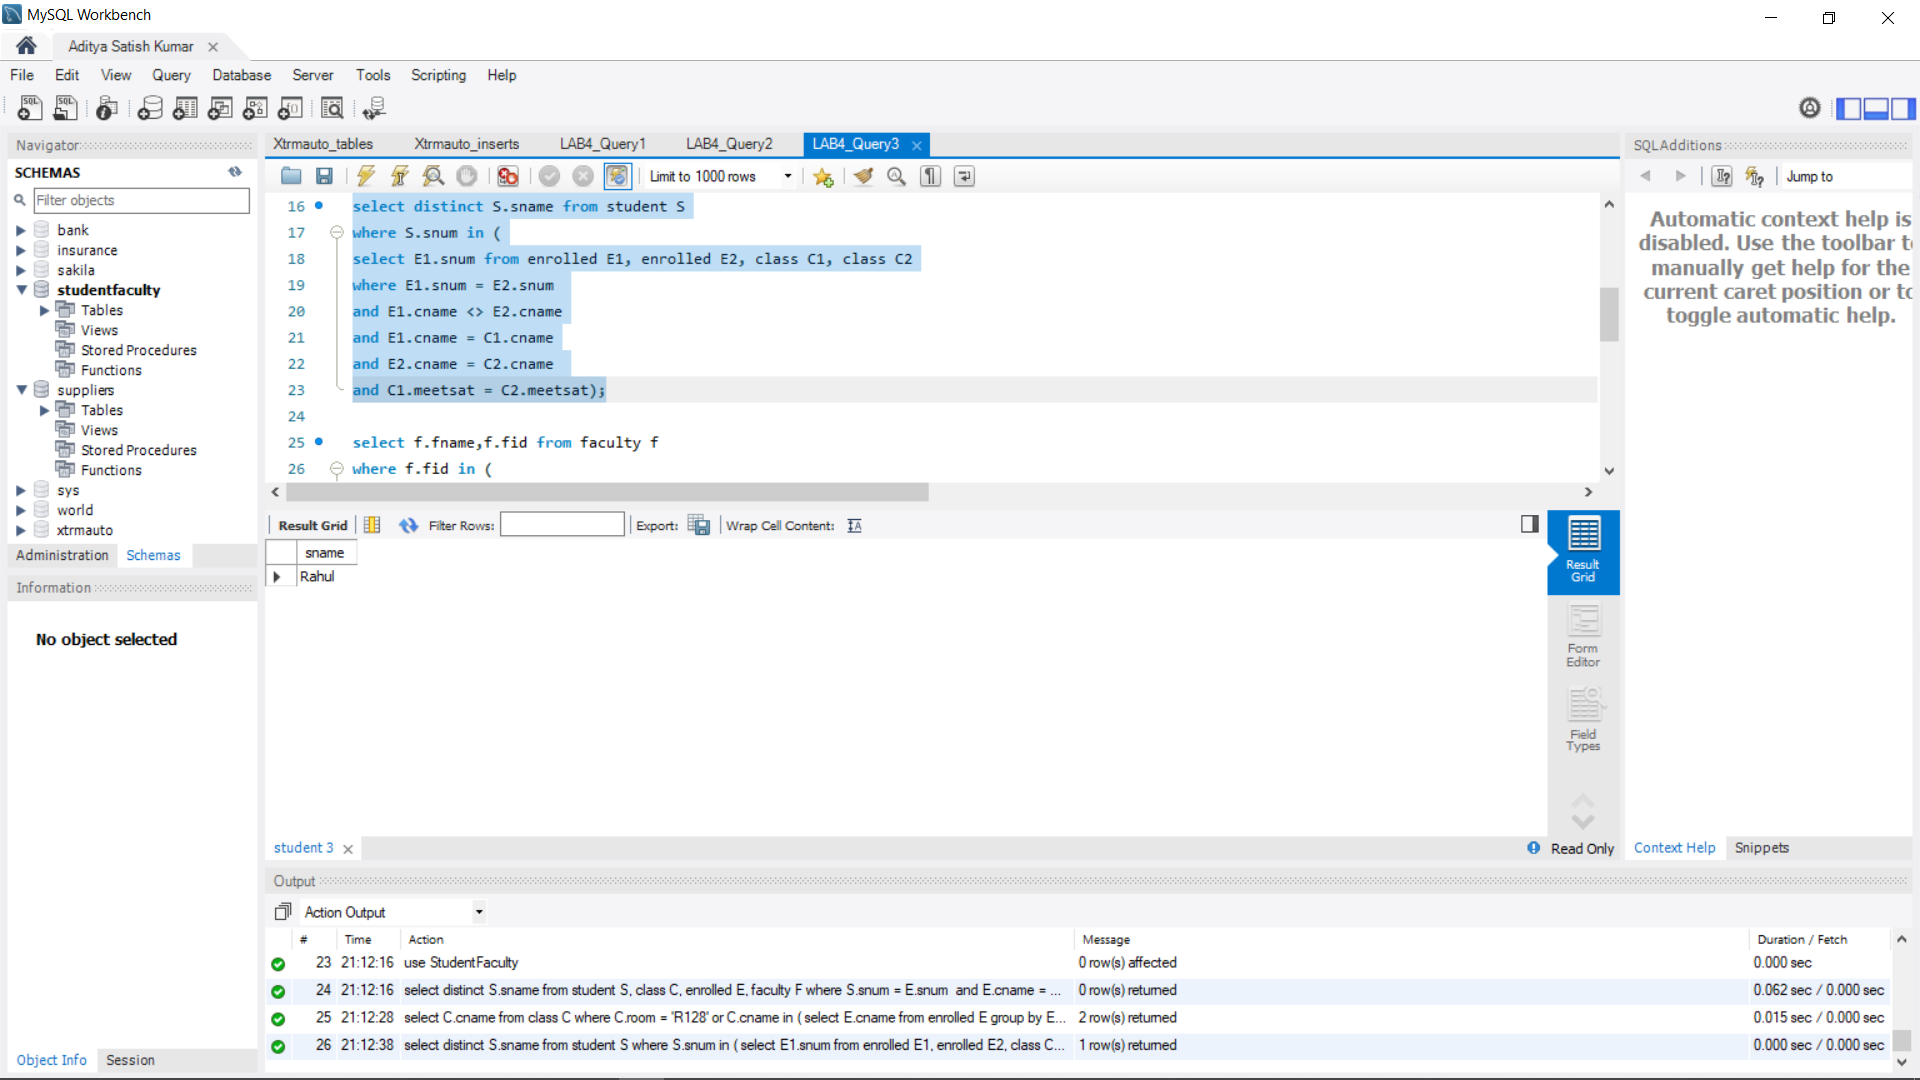 MySQL Workbench
Aditya Satish Kumar
File Edit View Query Database Server Tools Scripting Help
Navigator
SCHEMAS
Filter objects
bank
insurance
sakila
studentfaculty
Tables
Views
Stored Procedures
Functions
suppliers
Tables
Views
Stored Procedures
Functions
sys
world
xtrmauto
Administration Schemas
Information
No object selected
Object Info Session
Xtrmauto_tables Xtrmauto_inserts LAB4_Query1 LAB4_Query2 LAB4_Query3
Limit to 1000 rows
16 select distinct S.sname from student S
17 where S.snum in (
18 select E1.snum from enrolled E1, enrolled E2, class C1, class C2
19 where E1.snum = E2.snum
20 and E1.cname <> E2.cname
21 and E1.cname = C1.cname
22 and E2.cname = C2.cname
23 and C1.meetsat = C2.meetsat);
24
25 select f.fname,f.fid from faculty f
26 where f.fid in (
Result Grid Filter Rows: Export: Wrap Cell Content:
sname
Rahul
Result Grid
Form Editor
Field Types
student 3
Read Only
SQLAdditions
Jump to
Automatic context help is
disabled. Use the toolbar t
manually get help for the
current caret position or to
toggle automatic help.
Context Help Snippets
Output
Action Output
# Time Action Message Duration / Fetch
23 21:12:16 use StudentFaculty 0 row(s) affected 0.000 sec
24 21:12:16 select distinct S.sname from student S, class C, enrolled E, faculty F where S.snum = E.snum and E.cname = ... 0 row(s) returned 0.062 sec / 0.000 sec
25 21:12:28 select C.cname from class C where C.room = 'R128' or C.cname in ( select E.cname from enrolled E group by E... 2 row(s) returned 0.015 sec / 0.000 sec
26 21:12:38 select distinct S.sname from student S where S.snum in ( select E1.snum from enrolled E1, enrolled E2, class C... 1 row(s) returned 0.000 sec / 0.000 sec